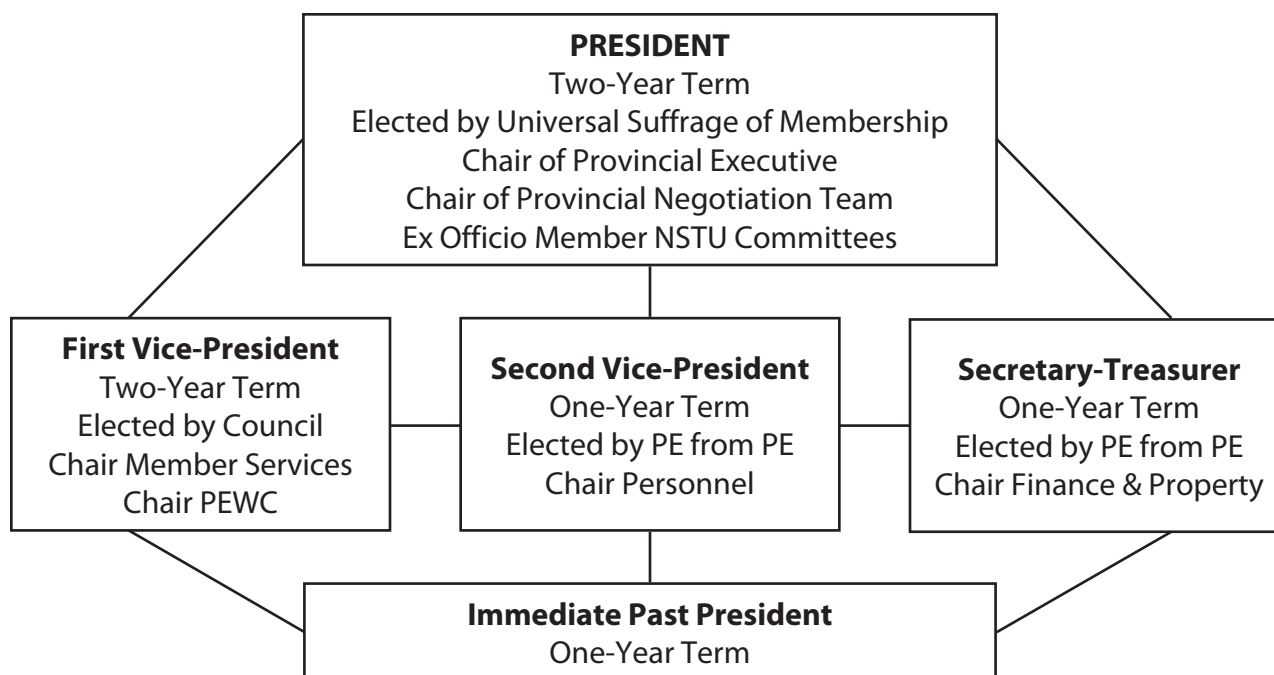 PRESIDENT
Two-Year Term
Elected by Universal Suffrage of Membership
Chair of Provincial Executive
Chair of Provincial Negotiation Team
Ex Officio Member NSTU Committees
First Vice-President
Two-Year Term
Elected by Council
Chair Member Services
Chair PEWC
Second Vice-President
One-Year Term
Elected by PE from PE
Chair Personnel
Secretary-Treasurer
One-Year Term
Elected by PE from PE
Chair Finance & Property
Immediate Past President
One-Year Term